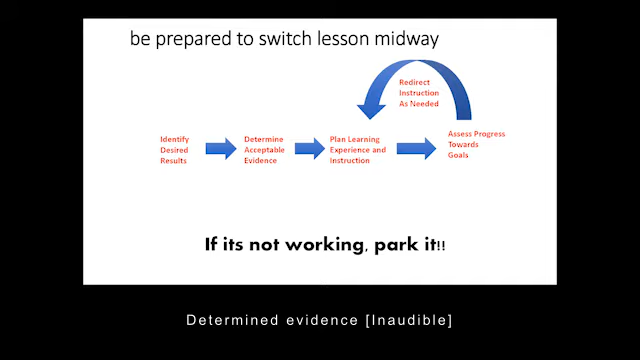 be prepared to switch lesson midway
Redirect
Instruction
As Needed
Identify
Desired
Results
Determine
Acceptable
Evidence
Plan Learning
Experience and
Instruction
Assess Progress
Towards
Goals
If its not working, park it!!
Determined evidence [Inaudible]